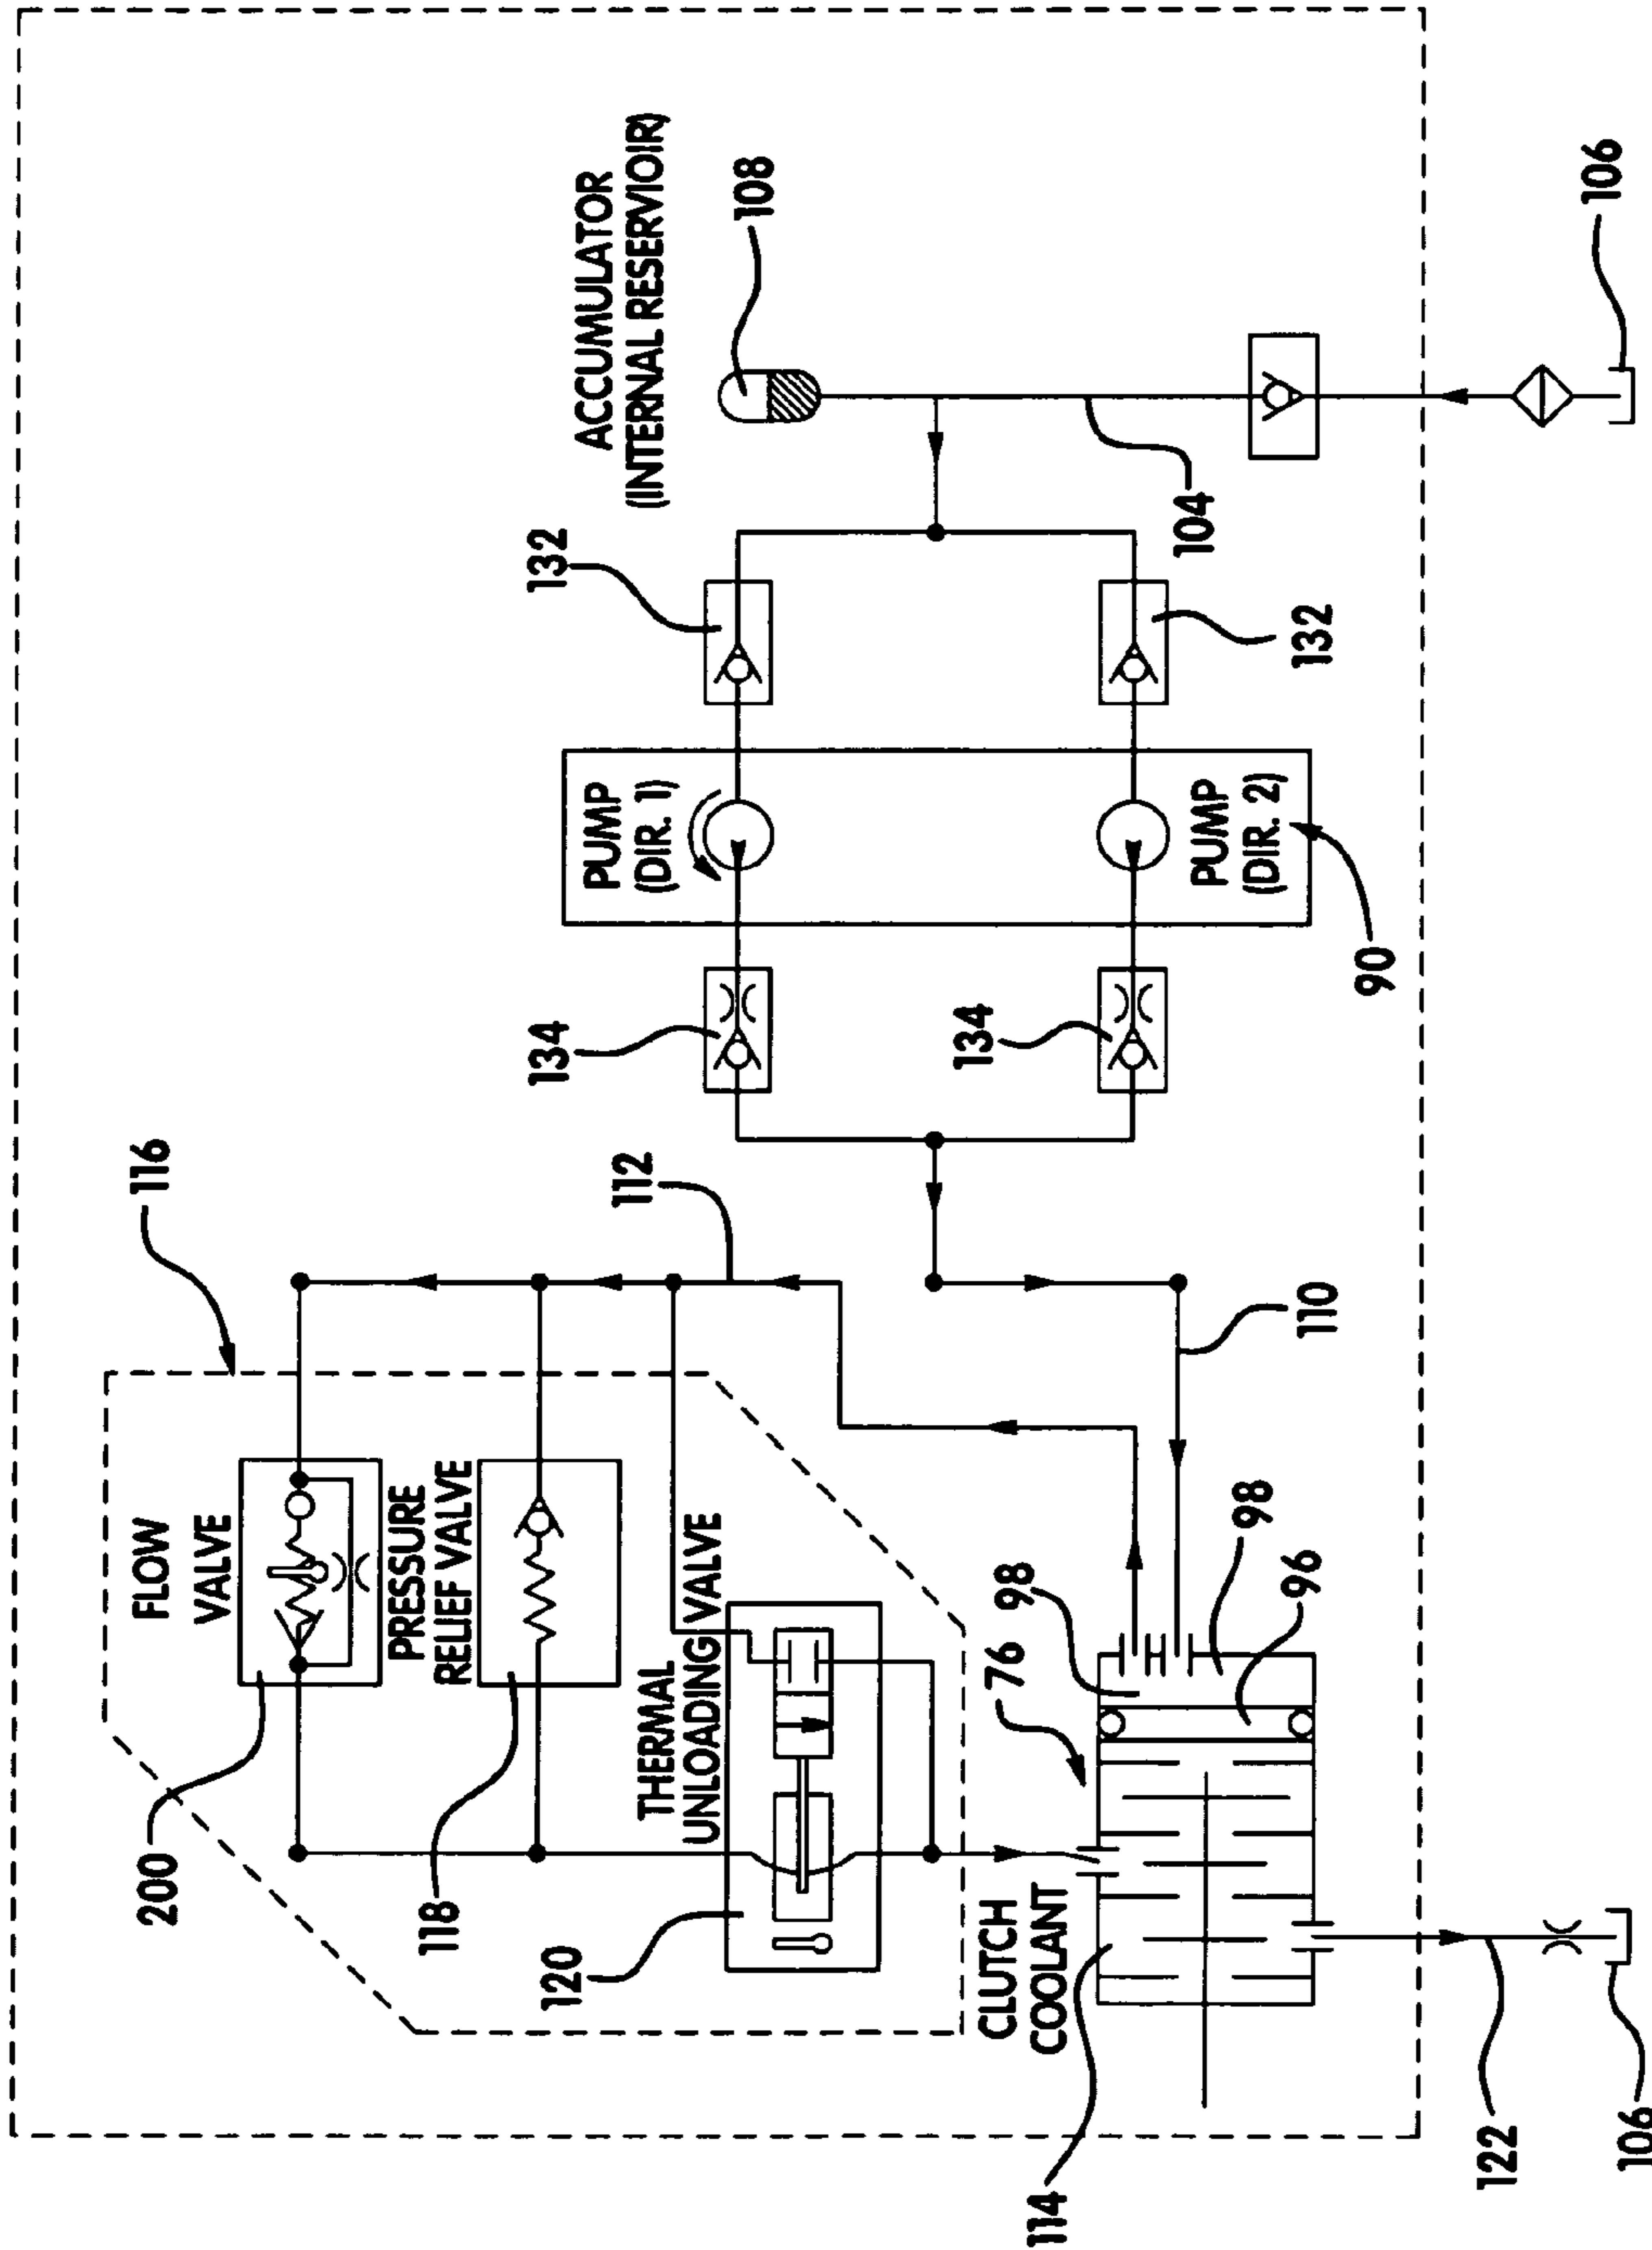 116
200
FLOW
VALVE
118
PRESSURE
RELIEF VALVE
120
THERMAL
UNLOADING VALVE
112
134
132
PUMP
(DIR. 1)
ACCUMULATOR
(INTERNAL RESERVIOIR)
108
134
114
CLUTCH
COOLANT
76
98
98
96
110
PUMP
(DIR. 2)
90
132
104
122
106
106